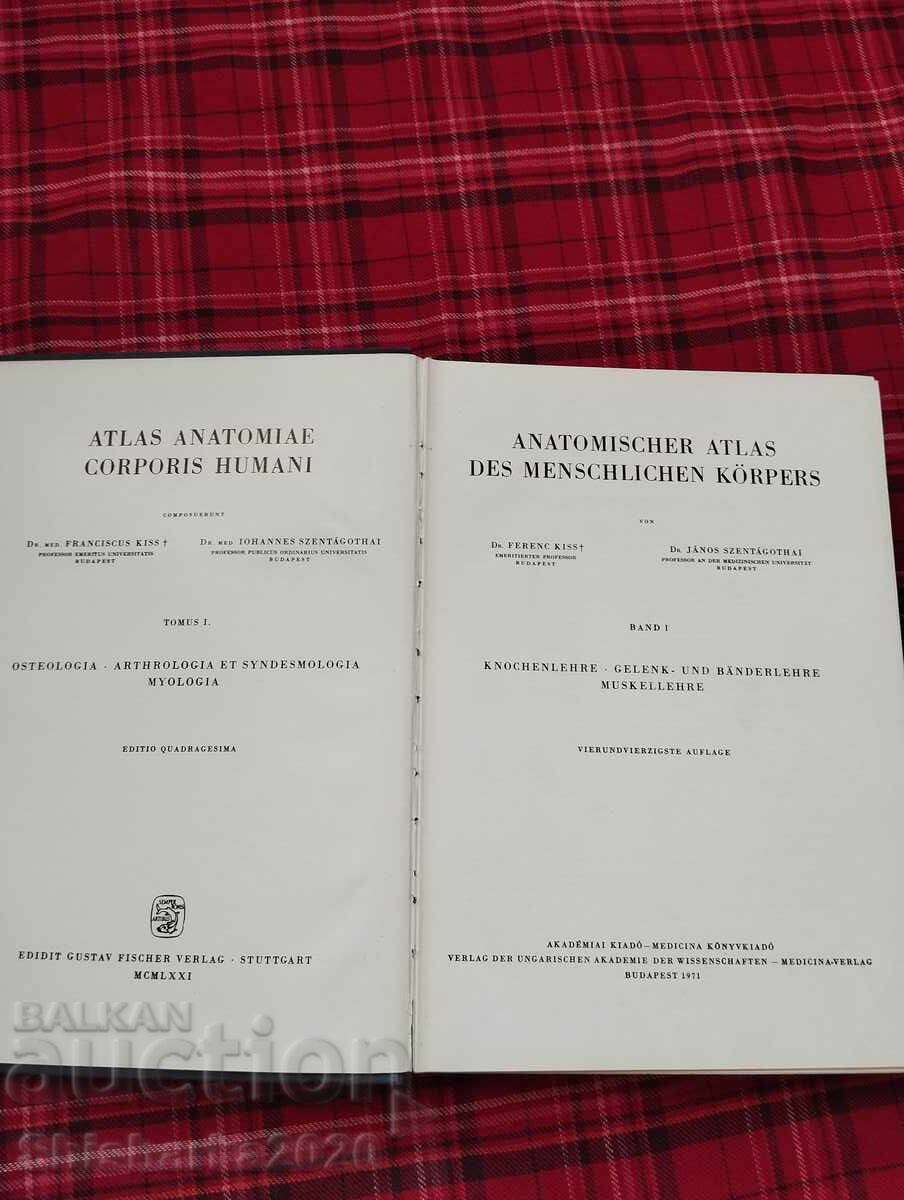 ATLAS ANATOMIAE
CORPORIS HUMANI
COMPOSUERUNT
DR. MED. FRANCISCUS KISS †
PROFESSOR EMERITUS UNIVERSITATIS
BUDAPEST
DR. MED. IOHANNES SZENTÁGOTHAI
PROFESSOR PUBLICUS ORDINARIUS UNIVERSITATIS
BUDAPEST
TOMUS I.
OSTEOLOGIA · ARTHROLOGIA ET SYNDESMOLOGIA
MYOLOGIA
EDITIO QUADRAGESIMA
SEMPER
BONIS
ARTIBUS
EDIDIT GUSTAV FISCHER VERLAG · STUTTGART
MCMLXXI
ANATOMISCHER ATLAS
DES MENSCHLICHEN KÖRPERS
VON
DR. FERENC KISS†
EMERITIERTER PROFESSOR
BUDAPEST
DR. JÁNOS SZENTÁGOTHAI
PROFESSOR AN DER MEDIZINISCHEN UNIVERSITÄT
BUDAPEST
BAND I
KNOCHENLEHRE · GELENK- UND BÄNDERLEHRE
MUSKELLEHRE
VIERUNDVIERZIGSTE AUFLAGE
AKADÉMIAI KIADÓ — MEDICINA KÖNYVKIADÓ
VERLAG DER UNGARISCHEN AKADEMIE DER WISSENSCHAFTEN — MEDICINA-VERLAG
BUDAPEST 1971
BALKAN
auction